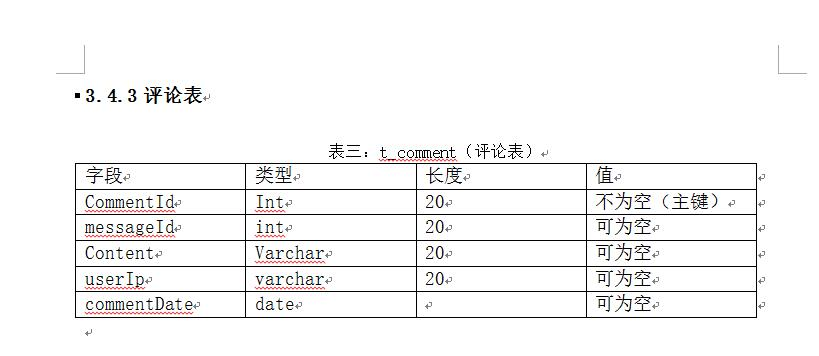 3.4.3 评论表
表三：t_comment（评论表）
字段 类型 长度 值
CommentId Int 20 不为空（主键）
messageId int 20 可为空
Content Varchar 20 可为空
userIp varchar 20 可为空
commentDate date 可为空